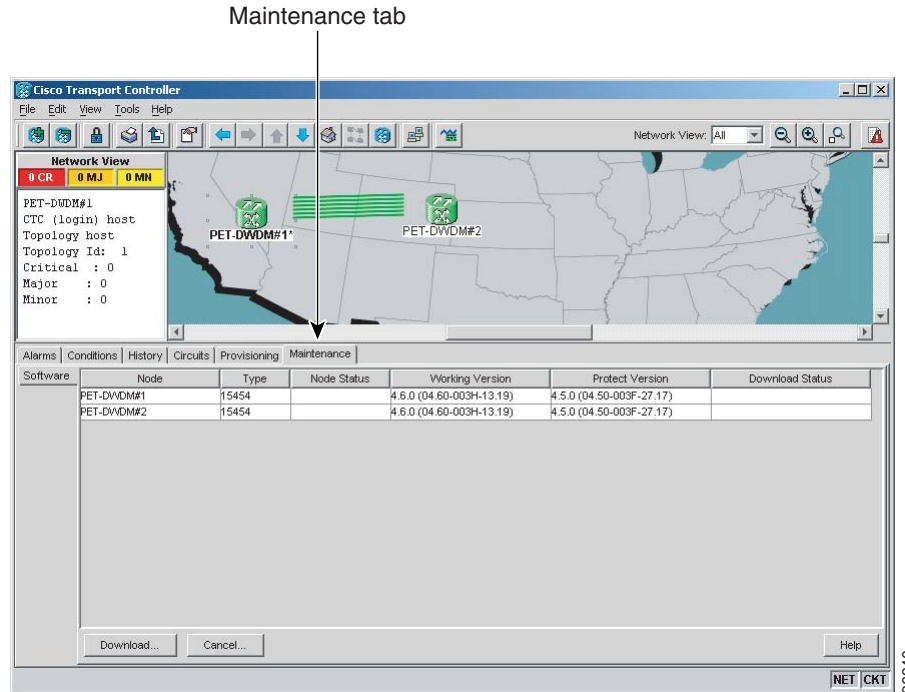 Maintenance tab
Cisco Transport Controller
File Edit View Tools Help
Network View: All
Network View
0 CR 0 MJ 0 MN
PET-DWDM#1
CTC (login) host
Topology host
Topology Id: 1
Critical : 0
Major : 0
Minor : 0
PET-DWDM#1*
PET-DWDM#2
Alarms Conditions History Circuits Provisioning Maintenance
Software
Node Type Node Status Working Version Protect Version Download Status
PET-DWDM#1 15454 4.6.0 (04.60-003H-13.19) 4.5.0 (04.50-003F-27.17)
PET-DWDM#2 15454 4.6.0 (04.60-003H-13.19) 4.5.0 (04.50-003F-27.17)
Download... Cancel... Help
NET CKT